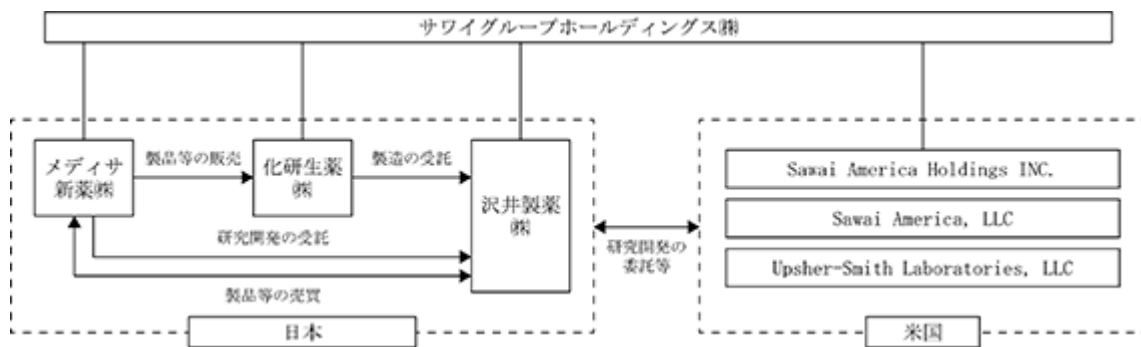 サワイグループホールディングス㈱
メディサ
新薬㈱
製品等の販売
化研生薬
㈱
製造の受託
沢井製薬
㈱
研究開発の受託
製品等の売買
日本
研究開発の
委託等
Sawai America Holdings INC.
Sawai America, LLC
Upsher-Smith Laboratories, LLC
米国